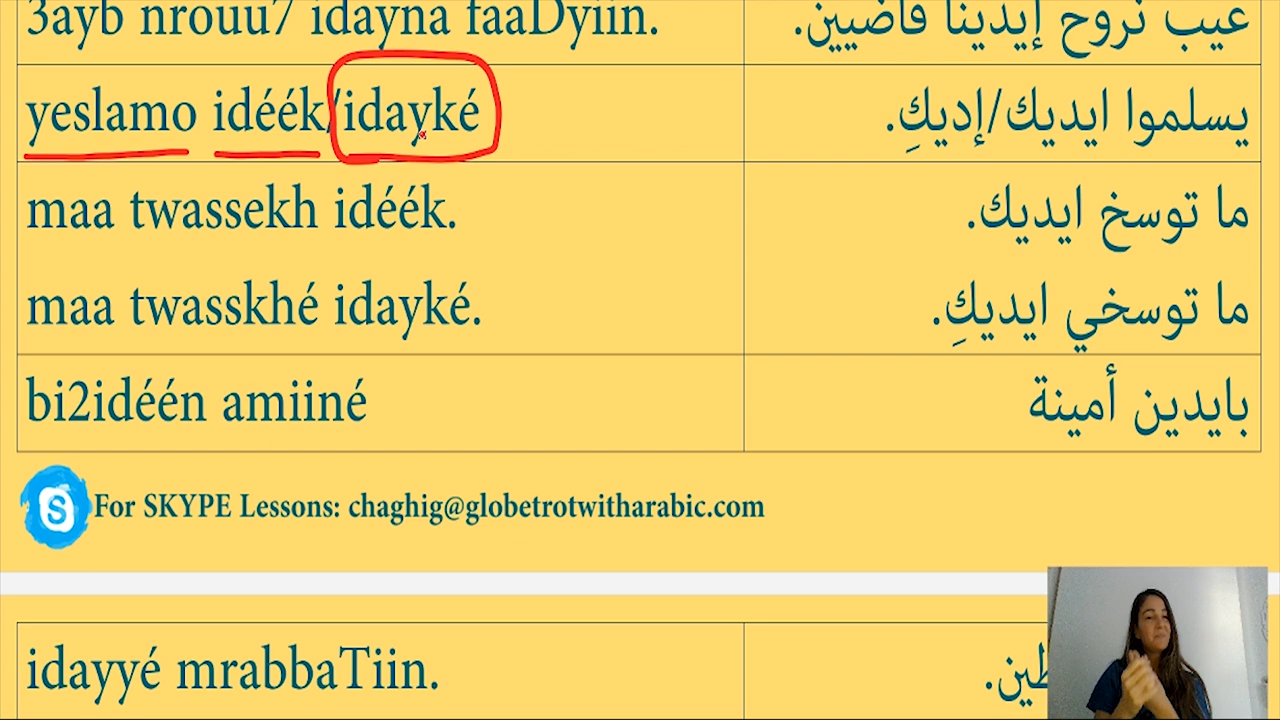 3ayb nrouu7 idayna faaDyiin.
عيب نروح إيدينا فاضيين.
yeslamo idéék/idayké
يسلموا ايديك/إديكِ.
maa twassekh idéék.
ما توسخ ايديك.
maa twasskhé idayké.
ما توسخي ايديكِ.
bi2idéén amiiné
بايدين أمينة
For SKYPE Lessons: chaghig@globetrotwitharabic.com
idayyé mrabbaTiin.